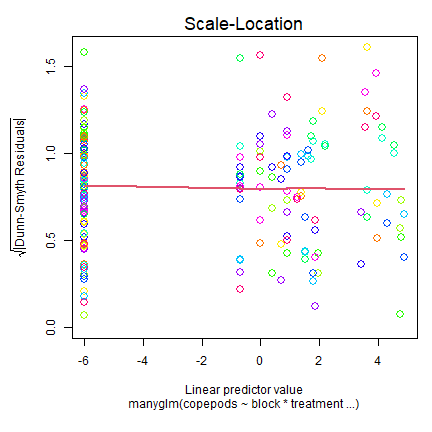 Scale-Location
√|Dunn-Smyth Residuals|
1.5
1.0
0.5
0.0
-6 -4 -2 0 2 4
Linear predictor value
manyglm(copepods ~ block * treatment ...)